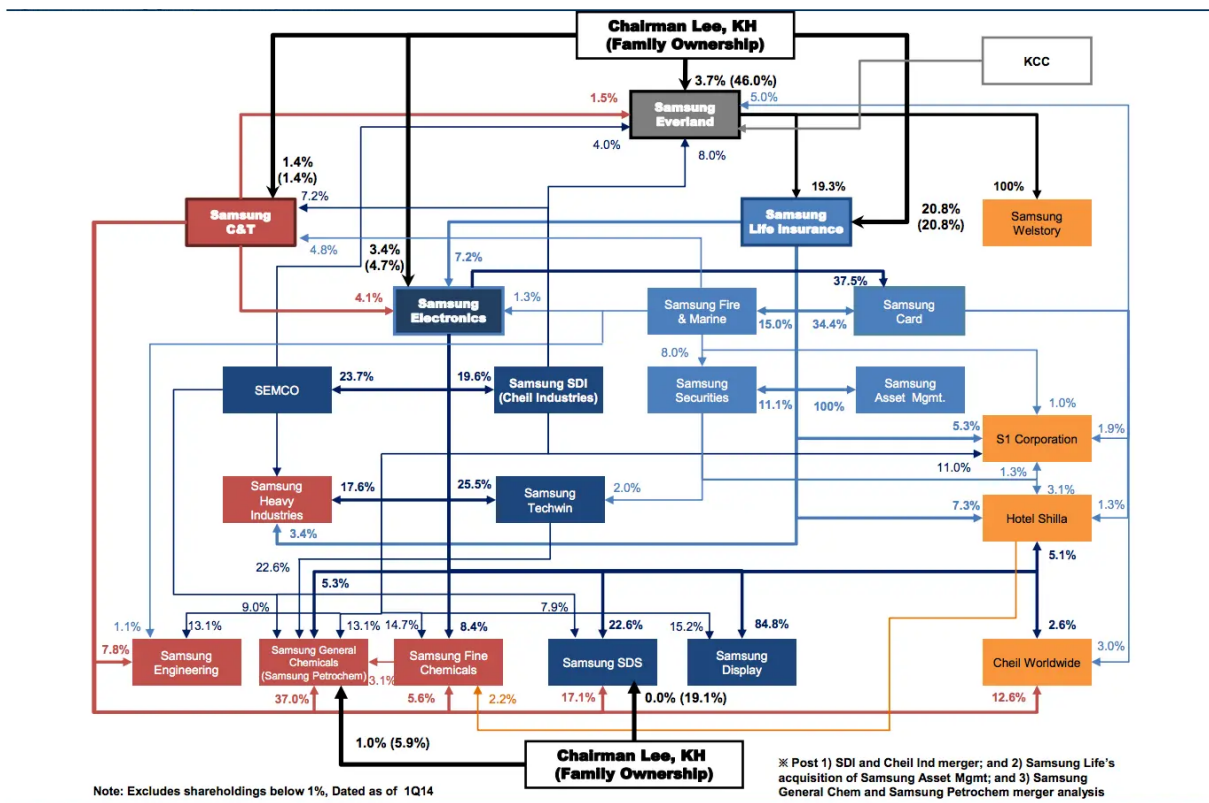 Chairman Lee, KH
(Family Ownership)
KCC
3.7% (46.0%)
1.5%
Samsung
Everland
5.0%
4.0%
8.0%
1.4%
(1.4%)
7.2%
19.3%
100%
Samsung
C&T
Samsung
Life Insurance
20.8%
(20.8%)
Samsung
Welstory
4.8%
3.4%
(4.7%)
7.2%
37.5%
4.1%
Samsung
Electronics
1.3%
Samsung Fire
& Marine
15.0%
34.4%
Samsung
Card
8.0%
SEMCO
23.7%
19.6%
Samsung SDI
(Cheil Industries)
Samsung
Securities
11.1%
100%
Samsung
Asset Mgmt.
1.0%
5.3%
S1 Corporation
1.9%
11.0%
1.3%
Samsung
Heavy
Industries
17.6%
25.5%
Samsung
Techwin
2.0%
3.1%
7.3%
Hotel Shilla
1.3%
3.4%
5.1%
22.6%
5.3%
9.0%
7.9%
1.1%
13.1%
13.1%
14.7%
8.4%
22.6%
15.2%
84.8%
2.6%
7.8%
Samsung
Engineering
Samsung General
Chemicals
(Samsung Petrochem)
3.1%
Samsung Fine
Chemicals
Samsung SDS
Samsung
Display
Cheil Worldwide
3.0%
37.0%
5.6%
2.2%
17.1%
0.0% (19.1%)
12.6%
1.0% (5.9%)
Chairman Lee, KH
(Family Ownership)
Note: Excludes shareholdings below 1%, Dated as of 1Q14
※ Post 1) SDI and Cheil Ind merger; and 2) Samsung Life's
acquisition of Samsung Asset Mgmt; and 3) Samsung
General Chem and Samsung Petrochem merger analysis